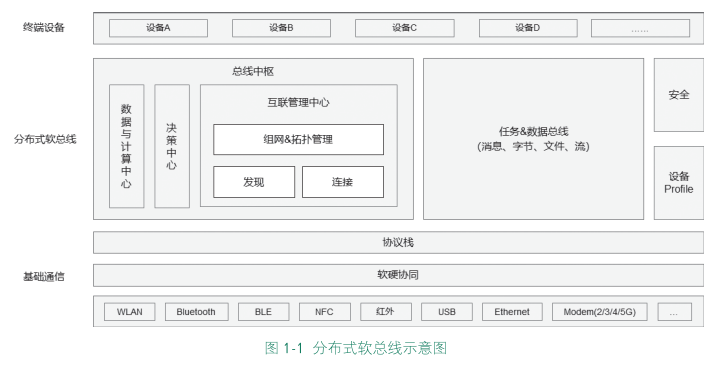 终端设备
设备A
设备B
设备C
设备D
……
分布式软总线
总线中枢
数据与计算中心
决策中心
互联管理中心
组网&拓扑管理
发现
连接
任务&数据总线
(消息、字节、文件、流)
安全
设备
Profile
基础通信
协议栈
软硬协同
WLAN
Bluetooth
BLE
NFC
红外
USB
Ethernet
Modem(2/3/4/5G)
…
图 1-1 分布式软总线示意图